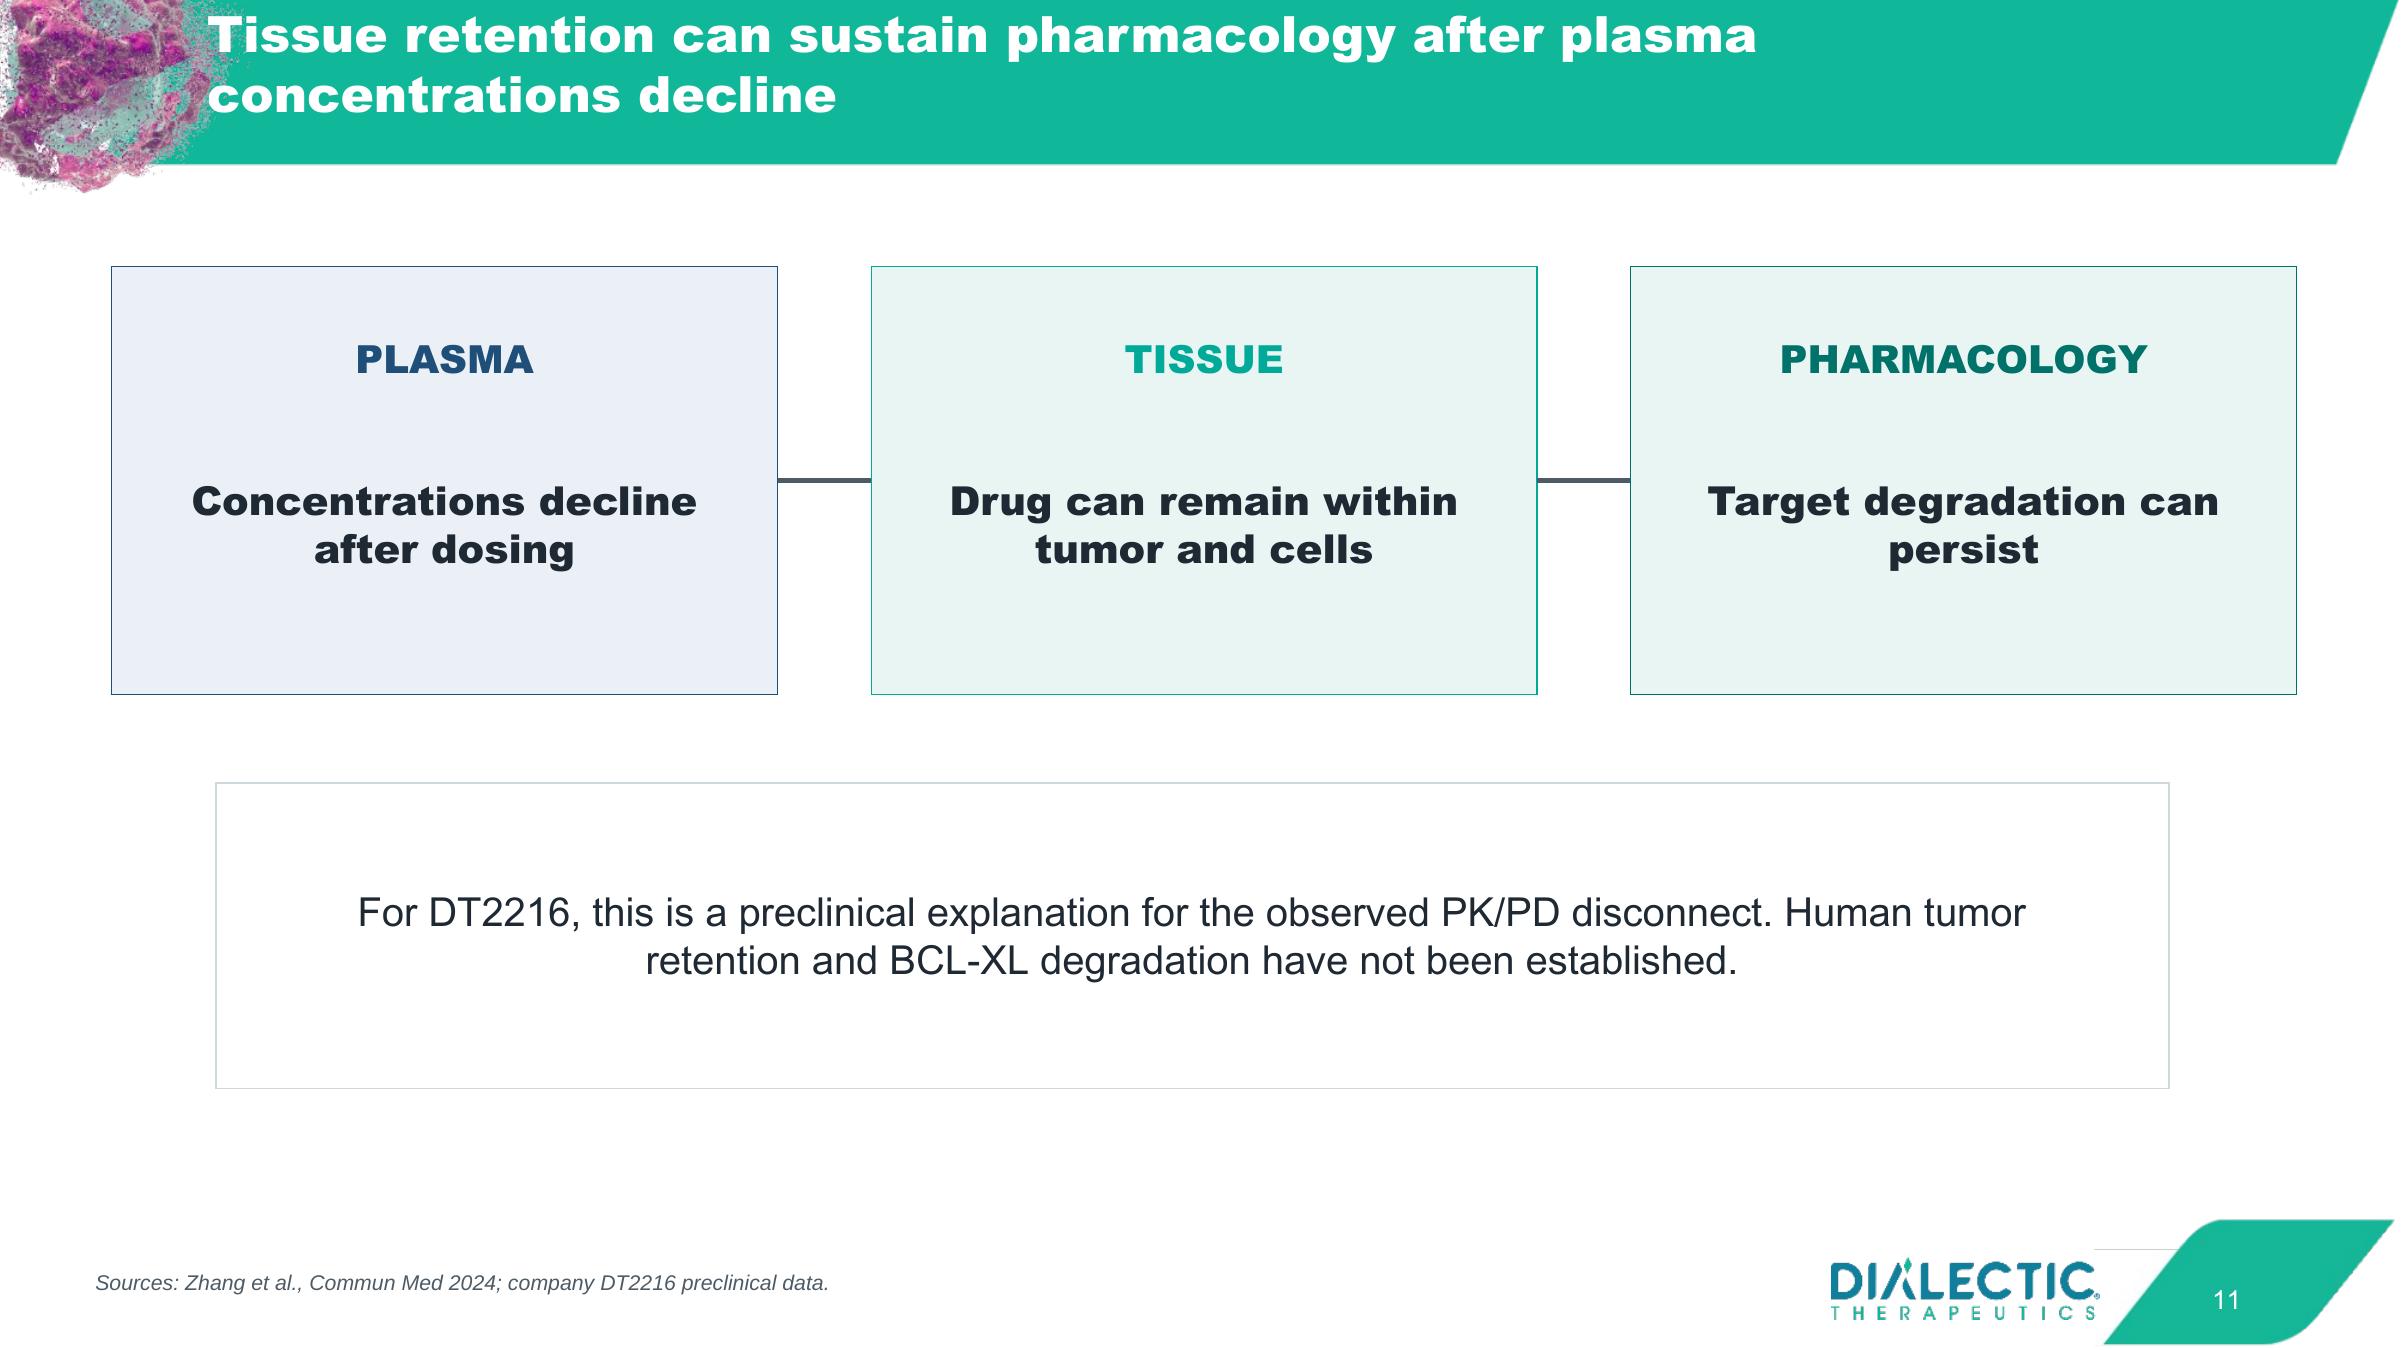 Tissue retention can sustain pharmacology after plasma
concentrations decline
PLASMA
Concentrations decline
after dosing
TISSUE
Drug can remain within
tumor and cells
PHARMACOLOGY
Target degradation can
persist
For DT2216, this is a preclinical explanation for the observed PK/PD disconnect. Human tumor
retention and BCL-XL degradation have not been established.
Sources: Zhang et al., Commun Med 2024; company DT2216 preclinical data.
DIALECTIC®
THERAPEUTICS
11